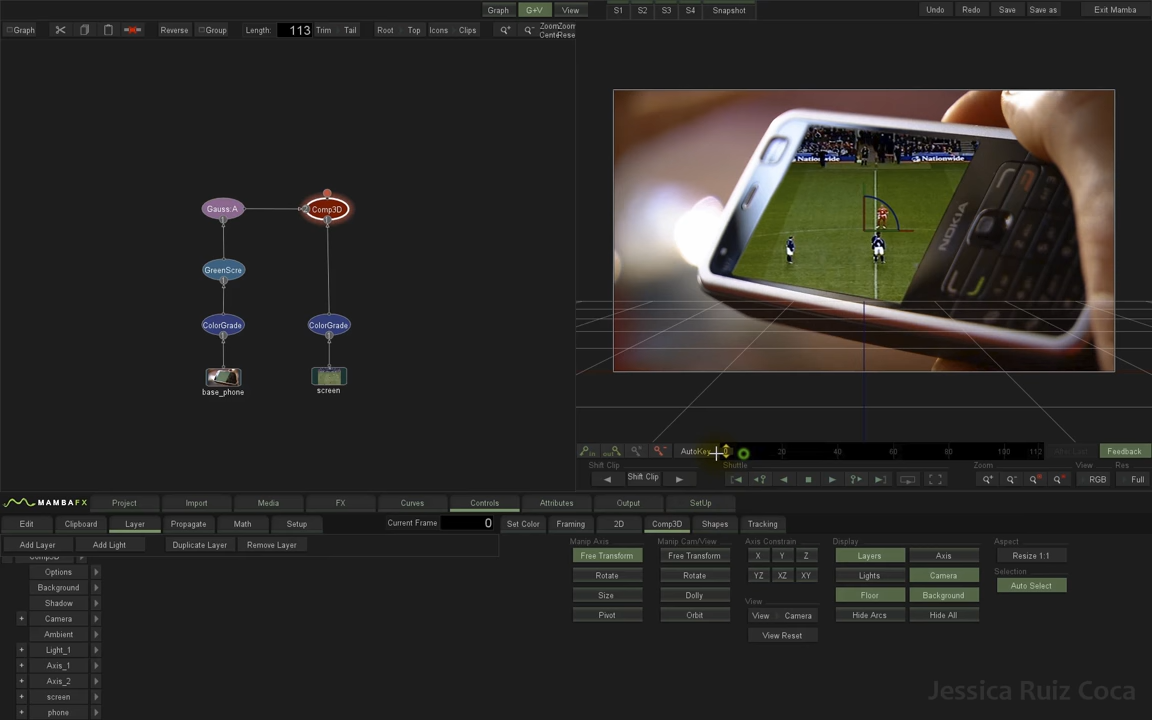 Graph G+V View S1 S2 S3 S4 Snapshot Undo Redo Save Save as Exit Mamba
Graph Reverse Group Length: 113 Trim Tail Root Top Icons Clips
Nationwide Nationwide
NOKIA
Gauss:A Comp3D
GreenScre
ColorGrade ColorGrade
base_phone screen
AutoKey 0 20 40 60 80 100 112 After Last Feedback
Shift Clip Shuttle Zoom View Res
Shift Clip RGB Full
MAMBAFX Project Import Media FX Curves Controls Attributes Output SetUp
Edit Clipboard Layer Propagate Math Setup Current Frame 0 Set Color Framing 2D Comp3D Shapes Tracking
Add Layer Add Light Duplicate Layer Remove Layer
Manip Axis Manip Cam/View Axis Constrain Display Aspect
Comp3D Free Transform Free Transform X Y Z Layers Axis Resize 1:1
Options Rotate Rotate YZ XZ XY Lights Camera Selection
Background Auto Select
Shadow Size Dolly View Floor Background
Camera Pivot Orbit View Camera Hide Arcs Hide All
Ambient View Reset
Light_1
Axis_1
Axis_2
screen
phone
Jessica Ruiz Coca